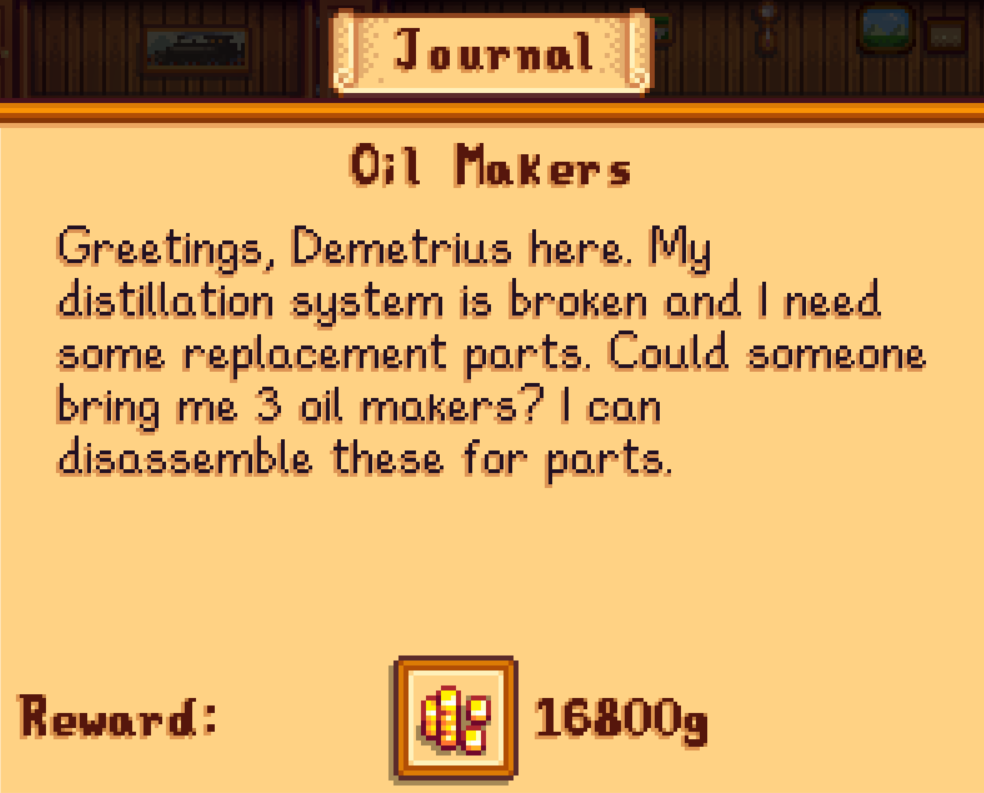 Journal
Oil Makers
Greetings, Demetrius here. My
distillation system is broken and I need
some replacement parts. Could someone
bring me 3 oil makers? I can
disassemble these for parts.
Reward: 16800g